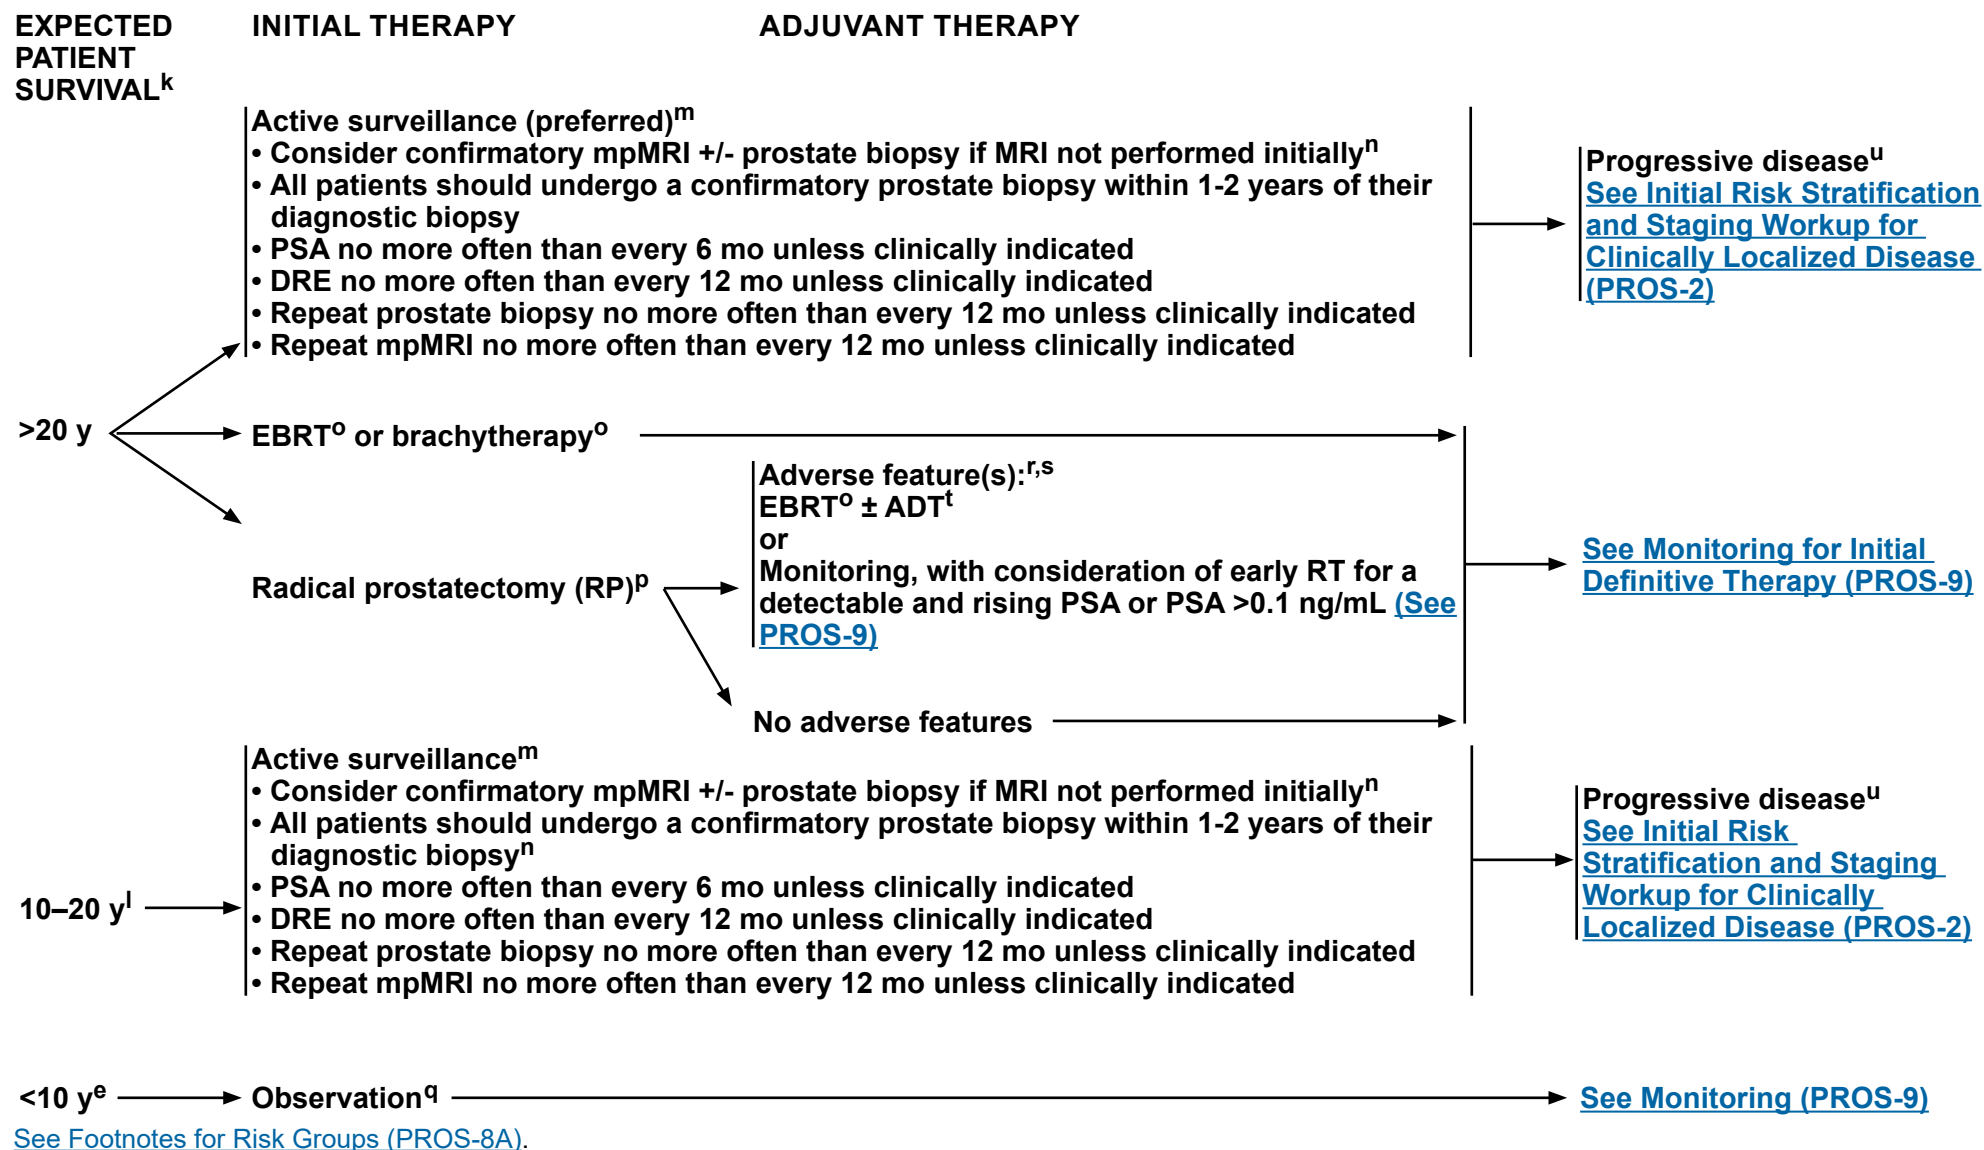 EXPECTED PATIENT SURVIVALᵏ
INITIAL THERAPY
ADJUVANT THERAPY
>20 y
Active surveillance (preferred)ᵐ
• Consider confirmatory mpMRI +/- prostate biopsy if MRI not performed initiallyⁿ
• All patients should undergo a confirmatory prostate biopsy within 1-2 years of their
diagnostic biopsy
• PSA no more often than every 6 mo unless clinically indicated
• DRE no more often than every 12 mo unless clinically indicated
• Repeat prostate biopsy no more often than every 12 mo unless clinically indicated
• Repeat mpMRI no more often than every 12 mo unless clinically indicated
Progressive diseaseᵘ
See Initial Risk Stratification
and Staging Workup for
Clinically Localized Disease
(PROS-2)
EBRTᵒ or brachytherapyᵒ
Radical prostatectomy (RP)ᵖ
Adverse feature(s):ʳ,ˢ
EBRTᵒ ± ADTᵗ
or
Monitoring, with consideration of early RT for a
detectable and rising PSA or PSA >0.1 ng/mL (See
PROS-9)
No adverse features
See Monitoring for Initial
Definitive Therapy (PROS-9)
10–20 yˡ
Active surveillanceᵐ
• Consider confirmatory mpMRI +/- prostate biopsy if MRI not performed initiallyⁿ
• All patients should undergo a confirmatory prostate biopsy within 1-2 years of their
diagnostic biopsyⁿ
• PSA no more often than every 6 mo unless clinically indicated
• DRE no more often than every 12 mo unless clinically indicated
• Repeat prostate biopsy no more often than every 12 mo unless clinically indicated
• Repeat mpMRI no more often than every 12 mo unless clinically indicated
Progressive diseaseᵘ
See Initial Risk
Stratification and Staging
Workup for Clinically
Localized Disease (PROS-2)
<10 yᵉ
Observation𐞥
See Monitoring (PROS-9)
See Footnotes for Risk Groups (PROS-8A).